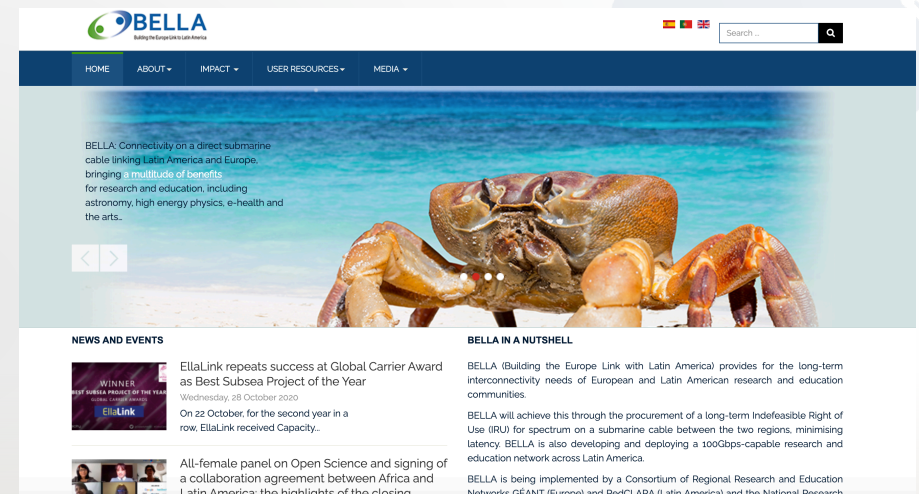 BELLA
Building the Europe Link to Latin America
Search ...
HOME
ABOUT
IMPACT
USER RESOURCES
MEDIA
BELLA: Connectivity on a direct submarine
cable linking Latin America and Europe,
bringing a multitude of benefits
for research and education, including
astronomy, high energy physics, e-health and
the arts...
NEWS AND EVENTS
WINNER
BEST SUBSEA PROJECT OF THE YEAR
GLOBAL CARRIER AWARDS
EllaLink
EllaLink repeats success at Global Carrier Award
as Best Subsea Project of the Year
Wednesday, 28 October 2020
On 22 October, for the second year in a
row, EllaLink received Capacity...
All-female panel on Open Science and signing of
a collaboration agreement between Africa and
Latin America: the highlights of the closing
BELLA IN A NUTSHELL
BELLA (Building the Europe Link with Latin America) provides for the long-term
interconnectivity needs of European and Latin American research and education
communities.
BELLA will achieve this through the procurement of a long-term Indefeasible Right of
Use (IRU) for spectrum on a submarine cable between the two regions, minimising
latency. BELLA is also developing and deploying a 100Gbps-capable research and
education network across Latin America.
BELLA is being implemented by a Consortium of Regional Research and Education
Networks GÉANT (Europe) and RedCLARA (Latin America) and the National Research